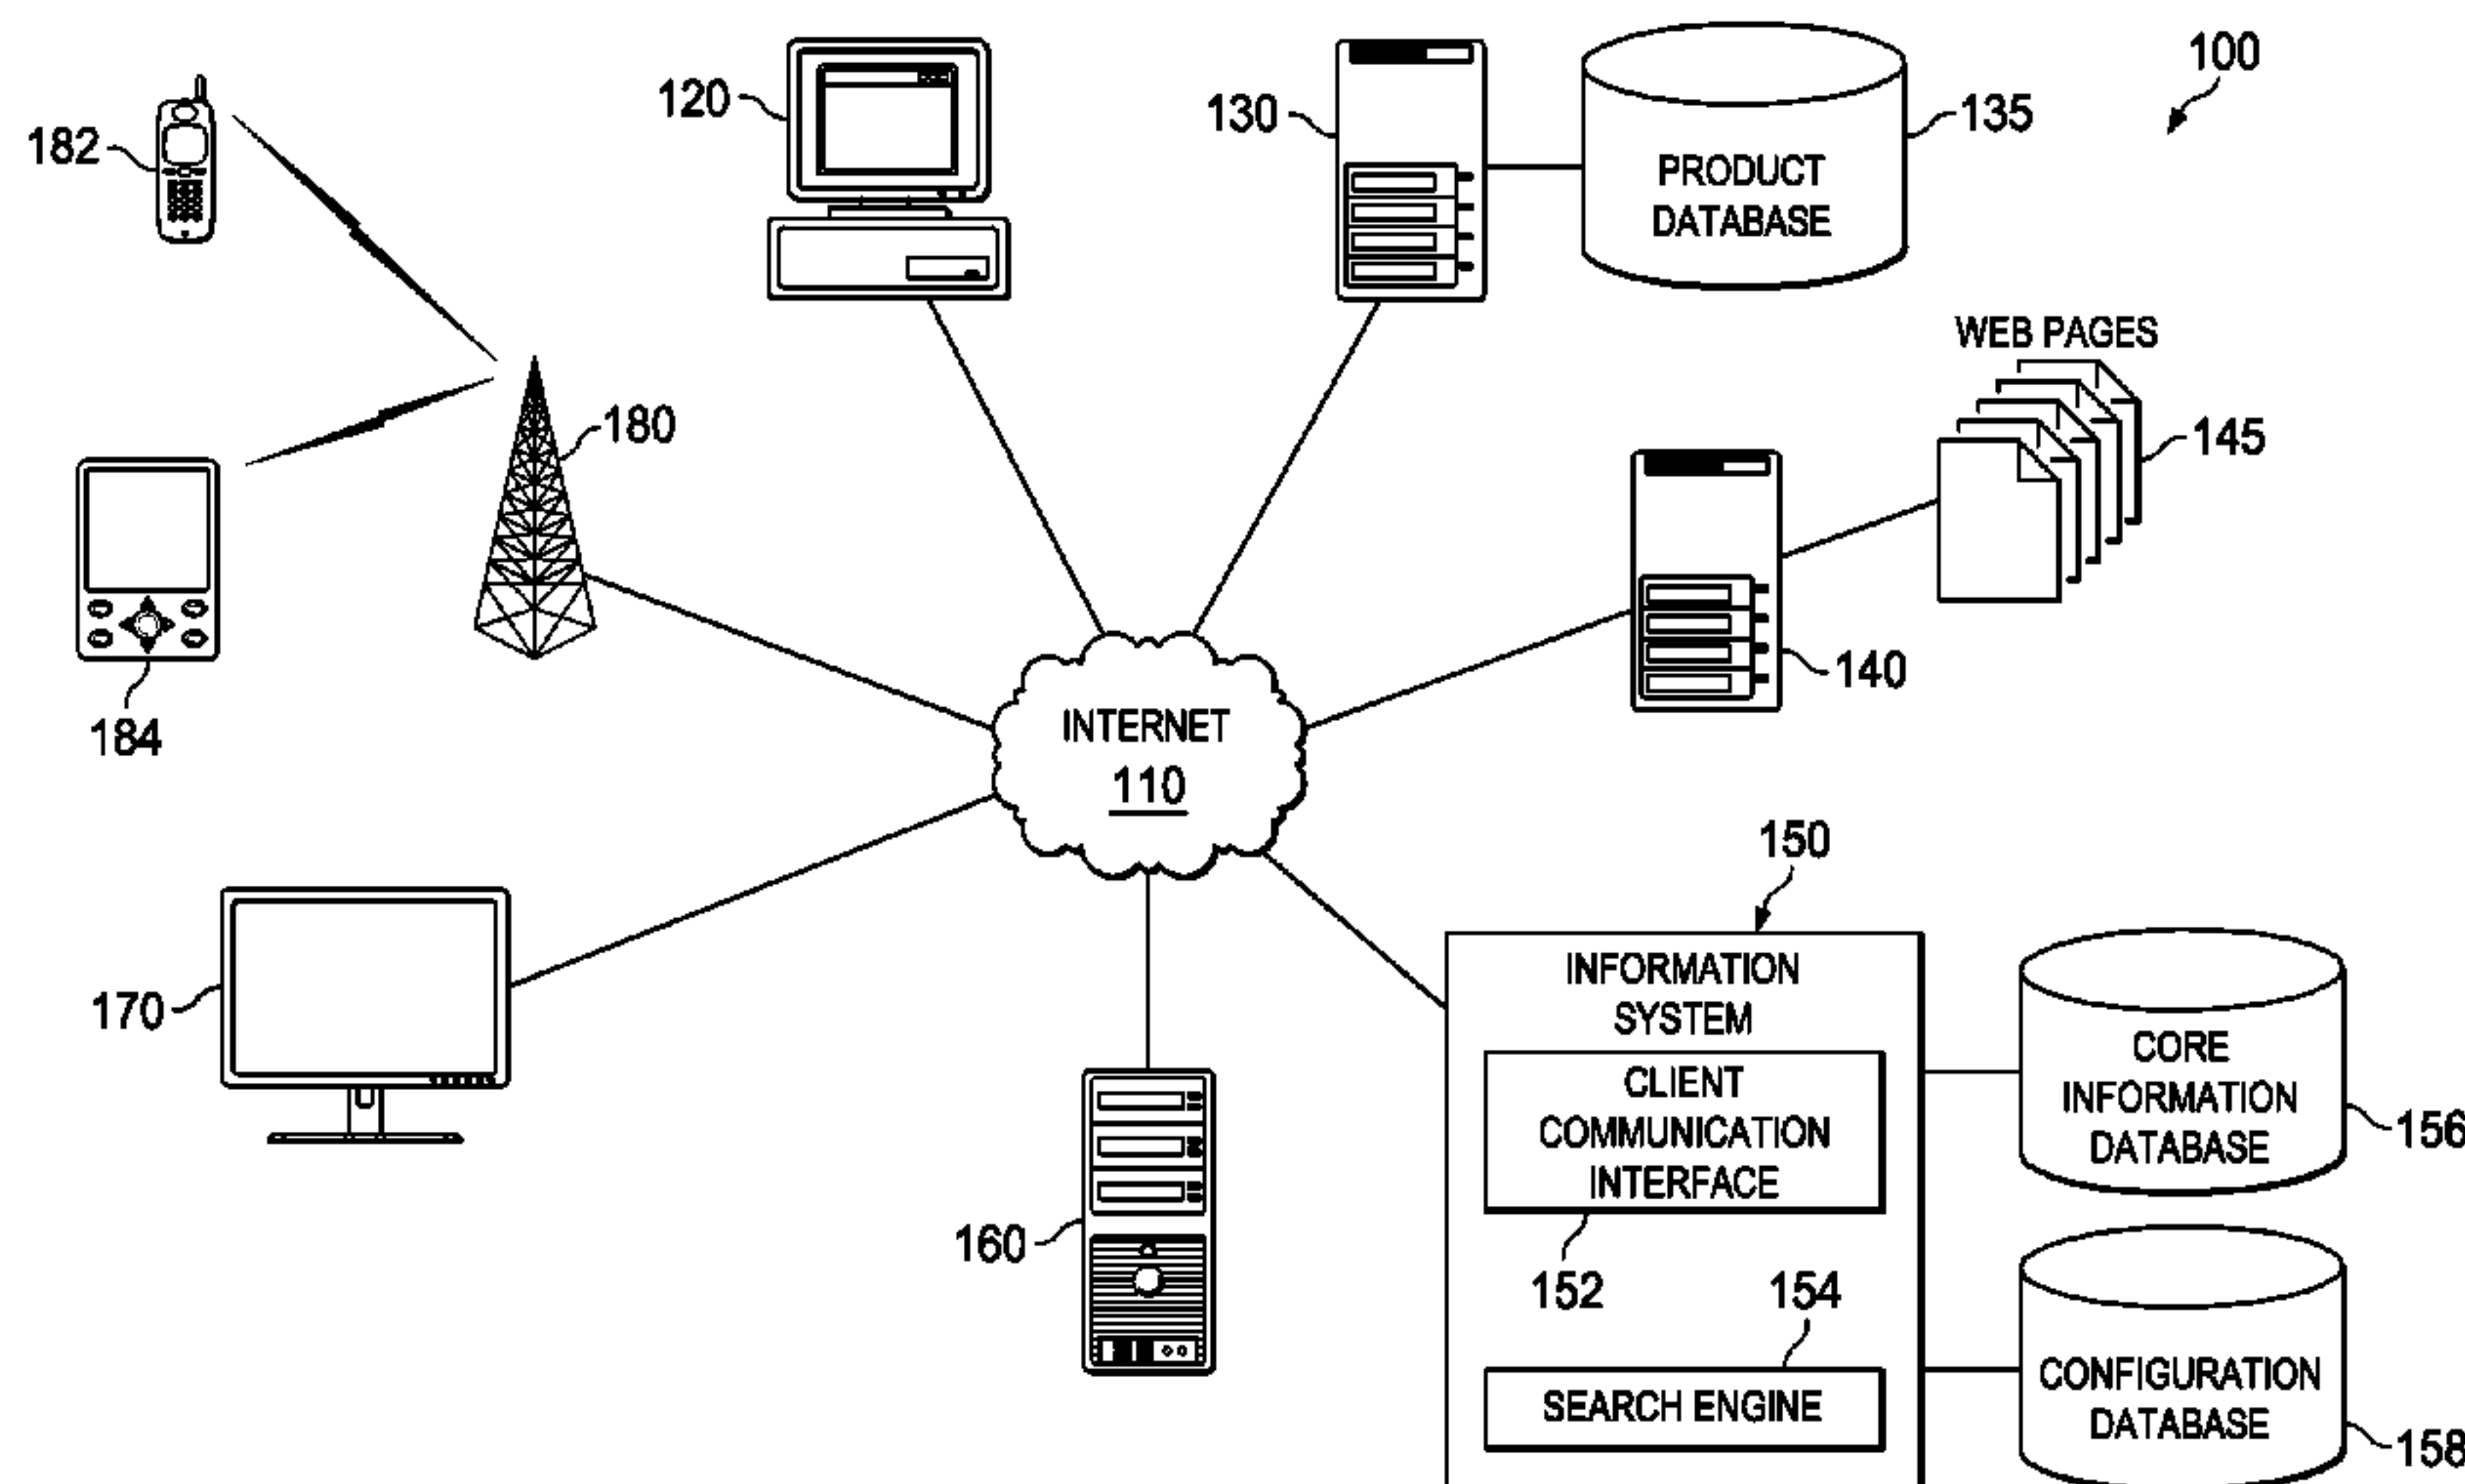 100
120
130
135
182
PRODUCT
DATABASE
WEB PAGES
145
180
140
184
INTERNET
110
150
170
INFORMATION
SYSTEM
CLIENT
COMMUNICATION
INTERFACE
152
154
SEARCH ENGINE
CORE
INFORMATION
DATABASE
156
160
CONFIGURATION
DATABASE
158